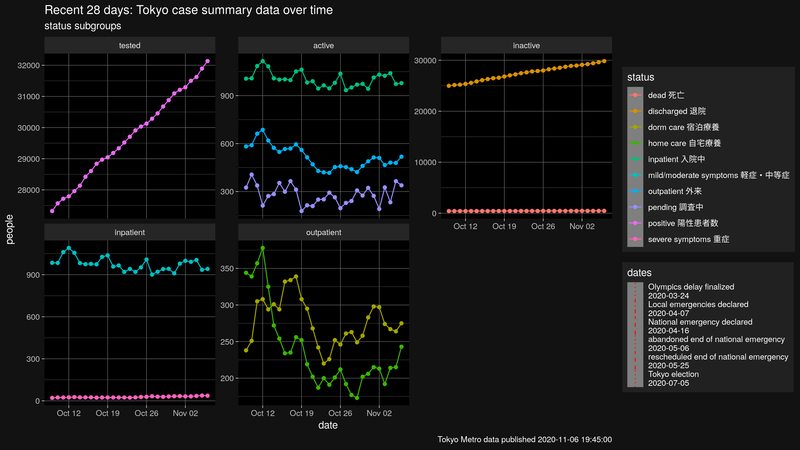 Recent 28 days: Tokyo case summary data over time
status subgroups
tested
active
inactive
32000
31000
30000
29000
28000
900
600
300
30000
20000
10000
0
Oct 12
Oct 19
Oct 26
Nov 02
people
inpatient
outpatient
900
600
300
0
350
300
250
200
Oct 12
Oct 19
Oct 26
Nov 02
Oct 12
Oct 19
Oct 26
Nov 02
date
status
dead 死亡
discharged 退院
dorm care 宿泊療養
home care 自宅療養
inpatient 入院中
mild/moderate symptoms 軽症・中等症
outpatient 外来
pending 調査中
positive 陽性患者数
severe symptoms 重症
dates
Olympics delay finalized
2020-03-24
Local emergencies declared
2020-04-07
National emergency declared
2020-04-16
abandoned end of national emergency
2020-05-06
rescheduled end of national emergency
2020-05-25
Tokyo election
2020-07-05
Tokyo Metro data published 2020-11-06 19:45:00